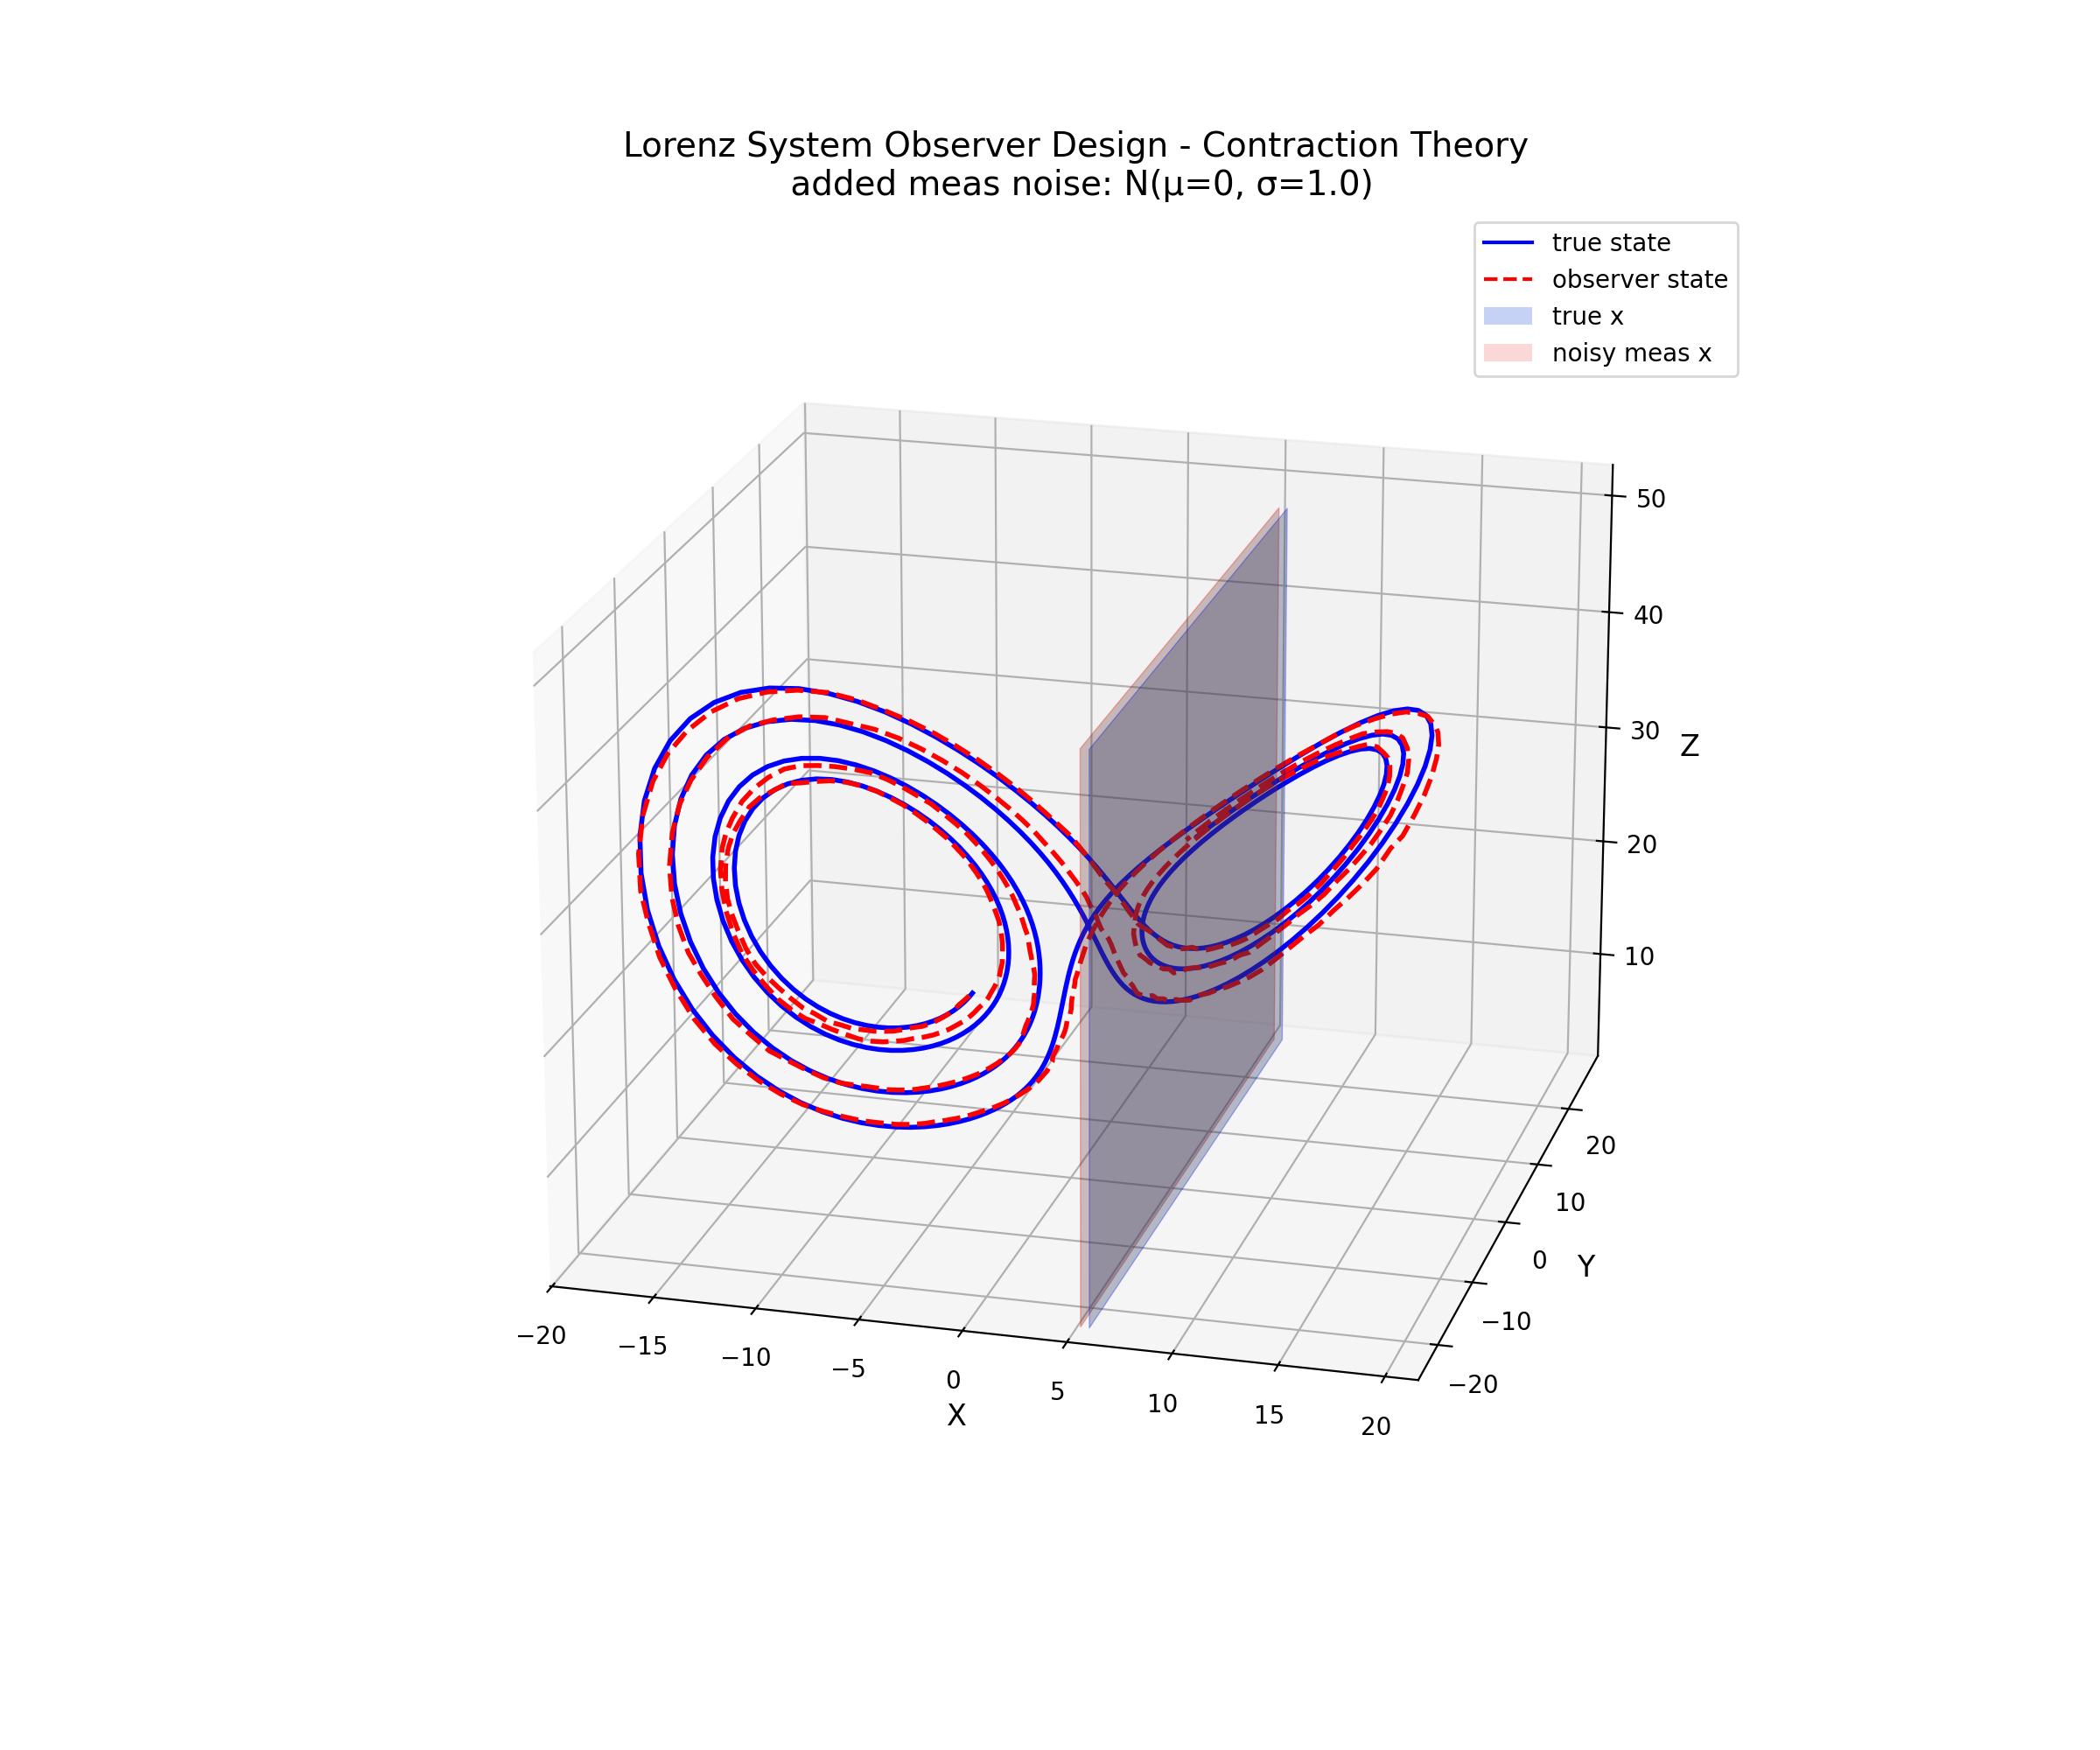 Lorenz System Observer Design - Contraction Theory
added meas noise: N(μ=0, σ=1.0)
true state
observer state
true x
noisy meas x
50
40
30
Z
20
10
20
10
0
Y
−10
−20
−20
−15
−10
−5
0
5
10
15
20
X